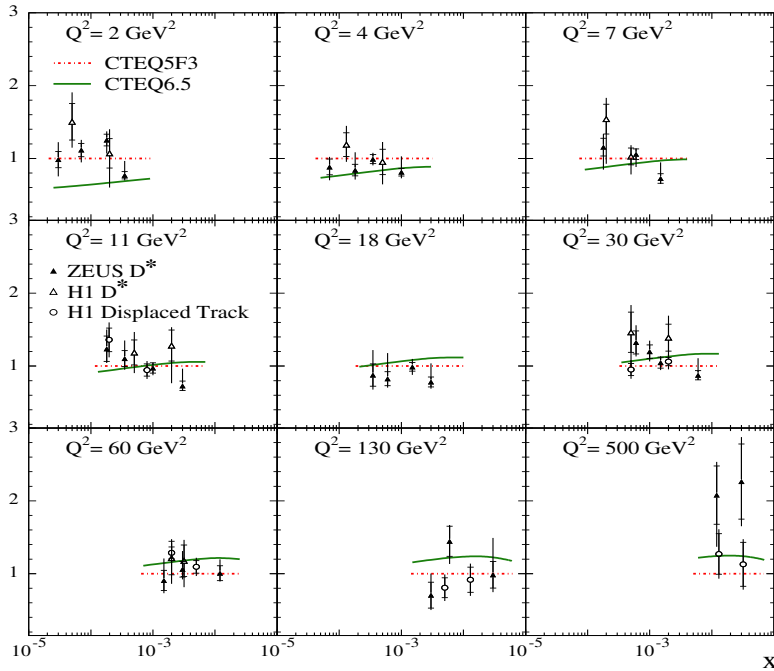 3
Q² = 2 GeV²
Q² = 4 GeV²
Q² = 7 GeV²
CTEQ5F3
CTEQ6.5
2
1
3
Q² = 11 GeV²
Q² = 18 GeV²
Q² = 30 GeV²
ZEUS D*
H1 D*
H1 Displaced Track
2
1
3
Q² = 60 GeV²
Q² = 130 GeV²
Q² = 500 GeV²
2
1
10⁻⁵ 10⁻³ 10⁻⁵ 10⁻³ 10⁻⁵ 10⁻³
x